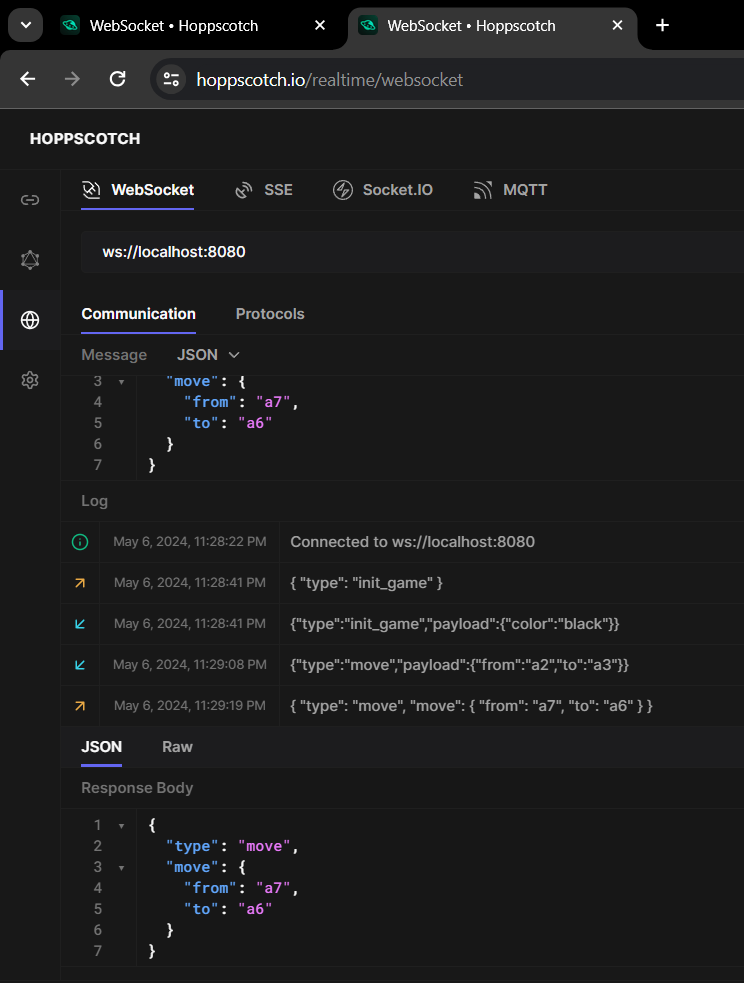 WebSocket • Hoppscotch
WebSocket • Hoppscotch
hoppscotch.io/realtime/websocket
HOPPSCOTCH
WebSocket SSE Socket.IO MQTT
ws://localhost:8080
Communication Protocols
Message JSON
3 "move": {
4 "from": "a7",
5 "to": "a6"
6 }
7 }
Log
May 6, 2024, 11:28:22 PM Connected to ws://localhost:8080
May 6, 2024, 11:28:41 PM { "type": "init_game" }
May 6, 2024, 11:28:41 PM {"type":"init_game","payload":{"color":"black"}}
May 6, 2024, 11:29:08 PM {"type":"move","payload":{"from":"a2","to":"a3"}}
May 6, 2024, 11:29:19 PM { "type": "move", "move": { "from": "a7", "to": "a6" } }
JSON Raw
Response Body
1 {
2 "type": "move",
3 "move": {
4 "from": "a7",
5 "to": "a6"
6 }
7 }